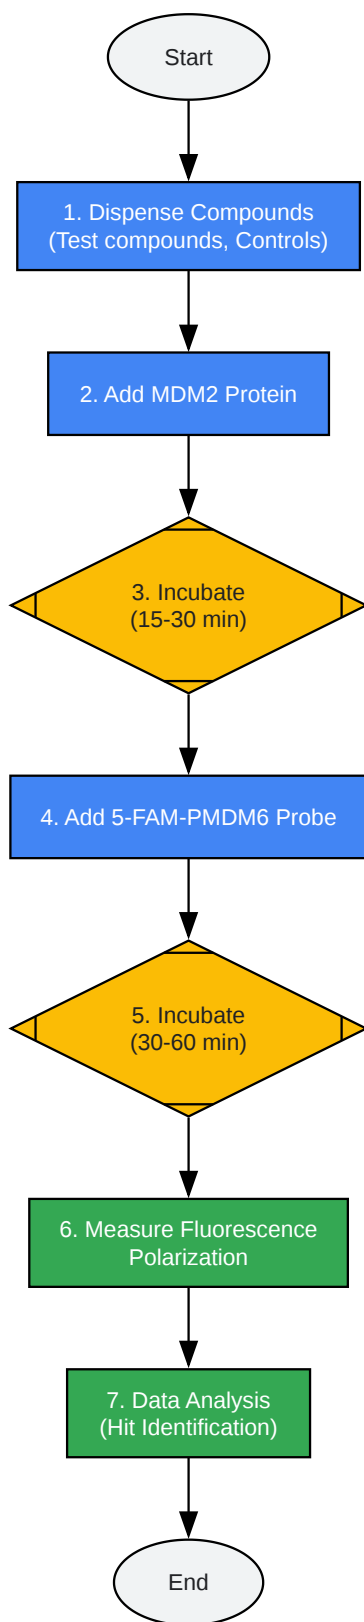 Start
1. Dispense Compounds
(Test compounds, Controls)
2. Add MDM2 Protein
3. Incubate
(15-30 min)
4. Add 5-FAM-PMDM6 Probe
5. Incubate
(30-60 min)
6. Measure Fluorescence
Polarization
7. Data Analysis
(Hit Identification)
End